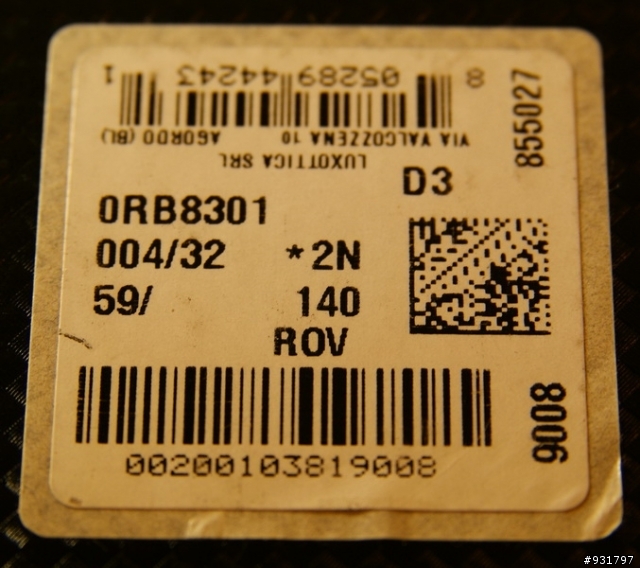 8 05289 44243 1
VIA VALCOZZENA 10 AGORDO (BL)
LUXOTTICA SRL
855027
D3
0RB8301
004/32 *2N
59/ 140
ROV
00200103819008
9008
#931797